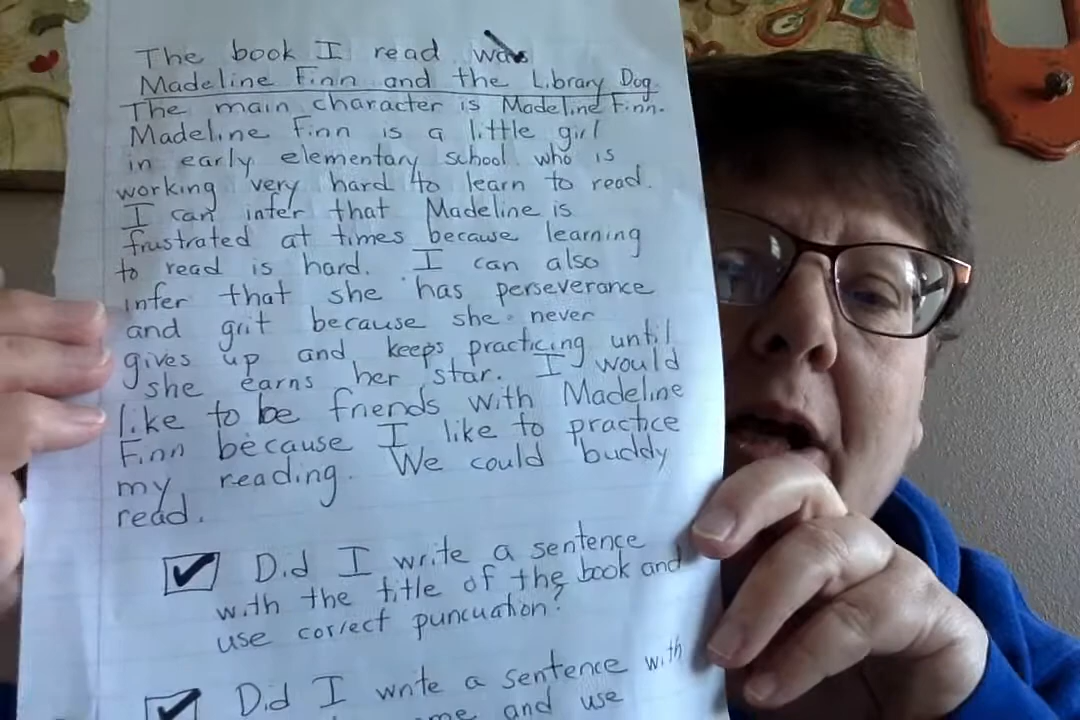 The book I read was
Madeline Finn and the Library Dog.
The main character is Madeline Finn.
Madeline Finn is a little girl
in early elementary school who is
working very hard to learn to read.
I can infer that Madeline is
frustrated at times because learning
to read is hard. I can also
infer that she has perseverance
and grit because she never
gives up and keeps practicing until
she earns her star. I would
like to be friends with Madeline
Finn because I like to practice
my reading. We could buddy
read.
Did I write a sentence
with the title of the book and
use correct puncuation?
Did I write a sentence with
and use